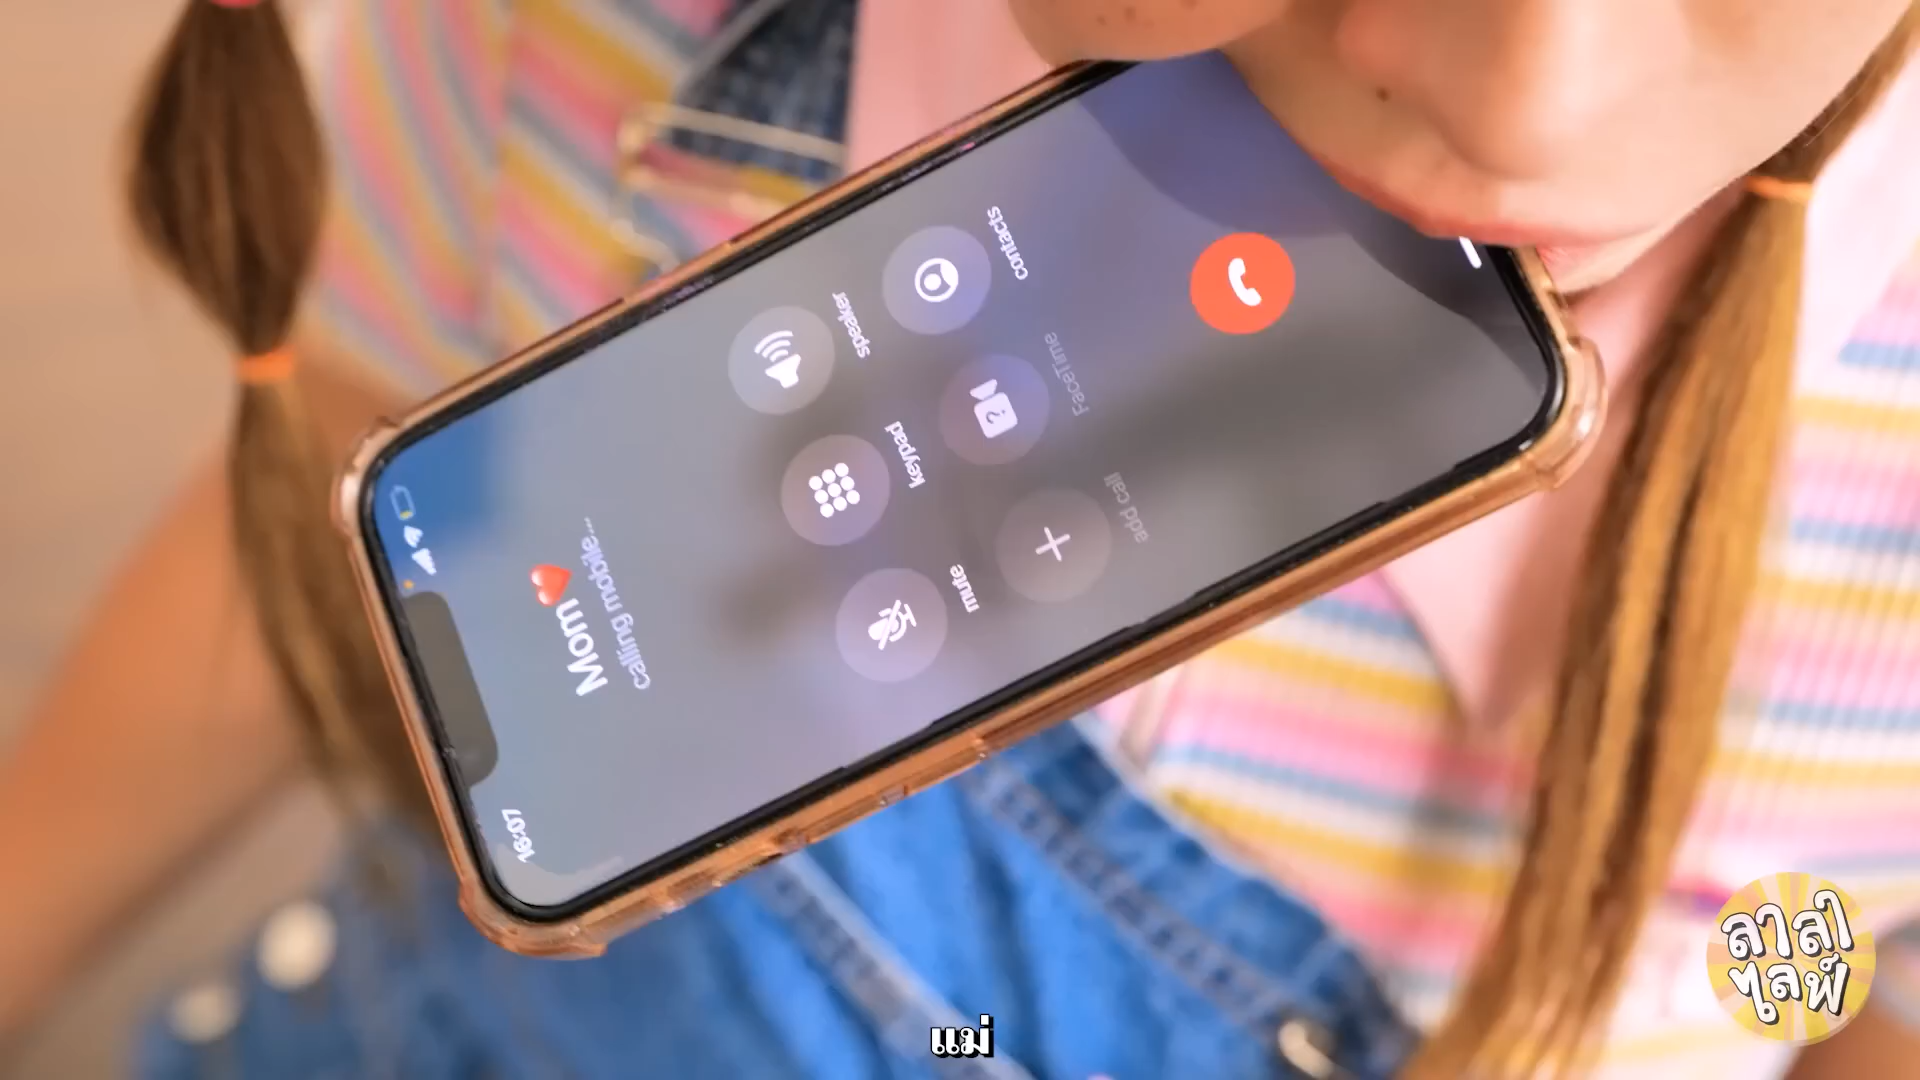 16:07
Mom❤️
calling mobile...
mute
keypad
speaker
add call
FaceTime
contacts
ลาลา
ไลฟ์
แม่